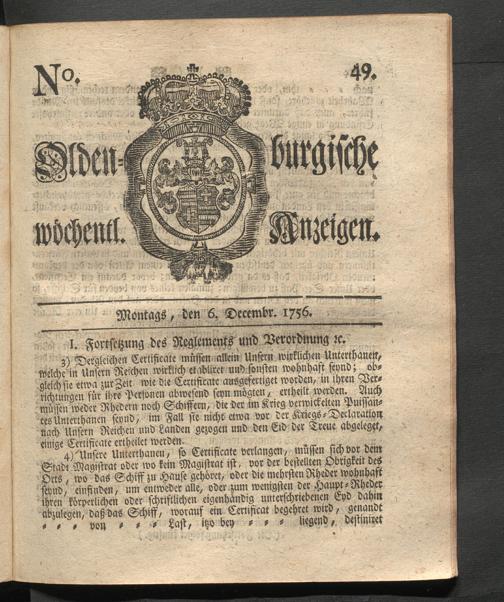 No. 49.
Olden- burgische
wöchentl. Anzeigen.
Montags, den 6. Decembr. 1756.
I. Fortsetzung des Reglements und Verordnung ꝛc.
3) Dergleichen Certificate müssen allein Unsern wirklichen Unterthanen,
welche in Unsern Reichen wirklich etabliret und sonsten wohnhaft seynd; ob-
gleich sie etwa zur Zeit wie die Certificate ausgefertiget worden, in ihren Ver-
richtungen für ihre Personen abwesend seyn mögten, ertheilt werden. Auch
müssen weder Rhedern noch Schiffern, die der im Krieg verwickelten Puissan-
ces Unterthanen seynd, im Fall sie nicht etwa vor der Kriegs-Declaration
nach Unsern Reichen und Landen gezogen und den Eid der Treue abgeleget,
einige Certificate ertheilet werden.
4) Unsere Unterthanen, so Certificate verlangen, müssen sich vor dem
Stadt Magistrat oder wo kein Magistrat ist, vor der bestellten Obrigkeit des
Orts, wo das Schiff zu Hause gehöret, oder die mehrsten Rheder wohnhaft
seynd, einfinden, um entweder alle, oder zum wenigsten der Haupt-Rheder
ihren körperlichen oder schriftlichen eigenhändig unterschriebenen Eyd dahin
abzulegen, daß das Schiff, worauf ein Certificat begehret wird, genandt
von Last, itzo bey liegend, destiniret